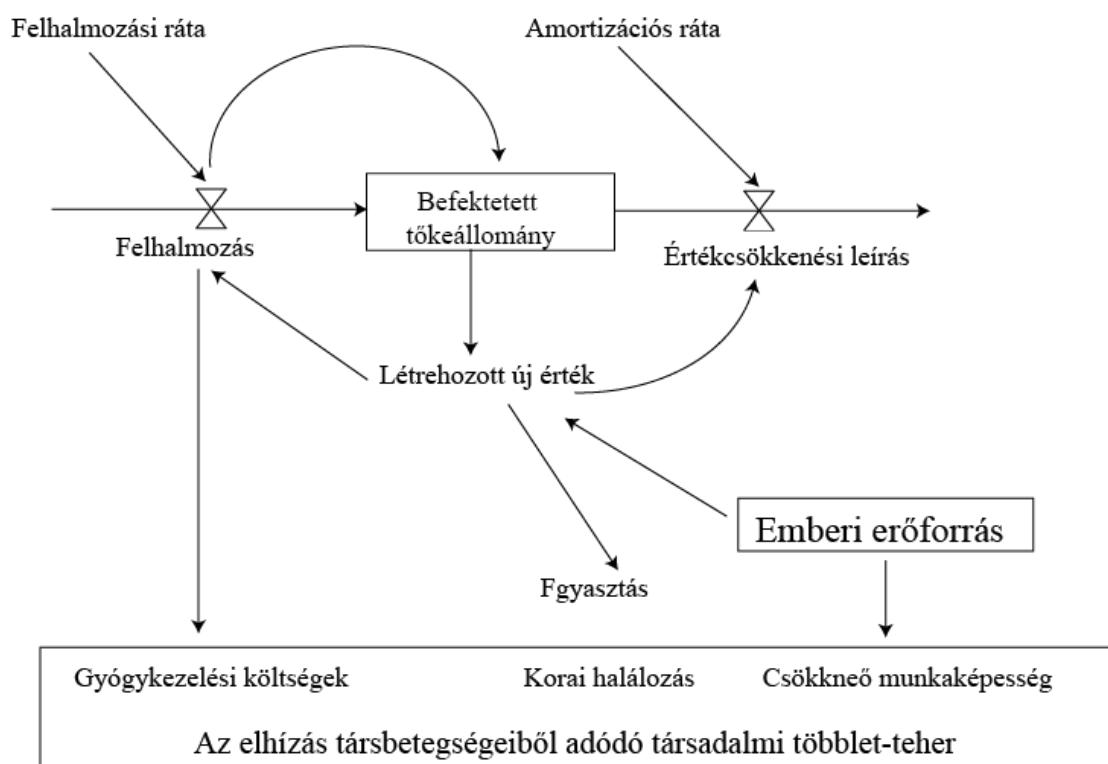 Felhalmozási ráta
Amortizációs ráta
Befektetett
tőkeállomány
Felhalmozás
Értékcsökkenési leírás
Létrehozott új érték
Emberi erőforrás
Fgyasztás
Gyógykezelési költségek
Korai halálozás
Csökkneő munkaképesség
Az elhízás társbetegségeiből adódó társadalmi többlet-teher